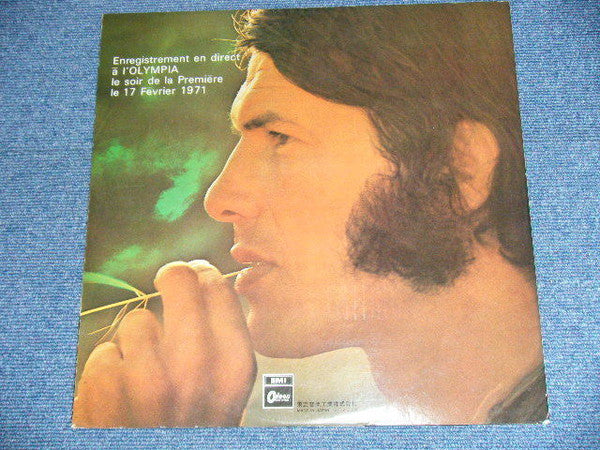 Enregistrement en direct
à l'OLYMPIA
le soir de la Première
le 17 Février 1971
EMI
Odeon
東芝音楽工業株式会社
MADE IN JAPAN